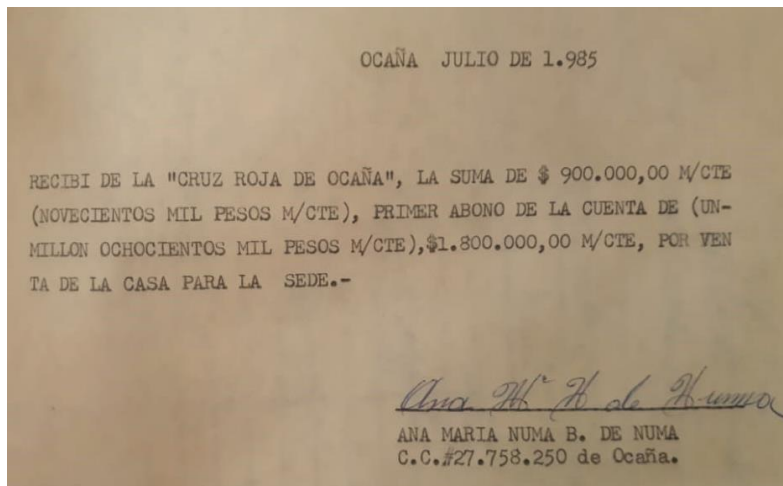 OCAÑA JULIO DE 1.985
RECIBI DE LA "CRUZ ROJA DE OCAÑA", LA SUMA DE $ 900.000,00 M/CTE
(NOVECIENTOS MIL PESOS M/CTE), PRIMER ABONO DE LA CUENTA DE (UN-
MILLON OCHOCIENTOS MIL PESOS M/CTE),$1.800.000,00 M/CTE, POR VEN
TA DE LA CASA PARA LA SEDE.-
Ana Mª N de Numa
ANA MARIA NUMA B. DE NUMA
C.C.#27.758.250 de Ocaña.